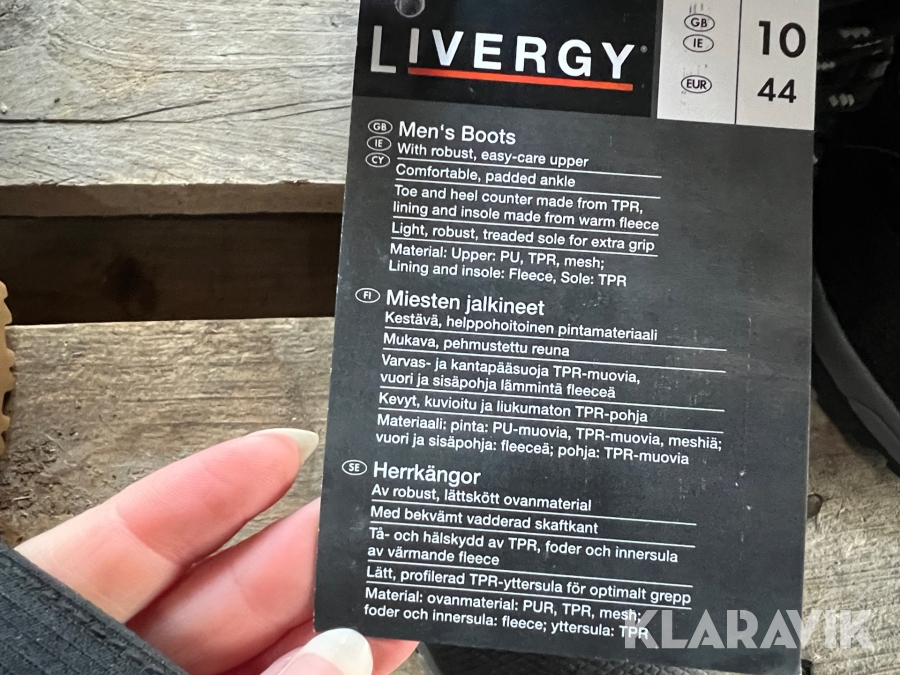 LIVERGY
GB
IE
10
EUR
44
GB
IE
CY
Men's Boots
With robust, easy-care upper
Comfortable, padded ankle
Toe and heel counter made from TPR,
lining and insole made from warm fleece
Light, robust, treaded sole for extra grip
Material: Upper: PU, TPR, mesh;
Lining and insole: Fleece, Sole: TPR
FI
Miesten jalkineet
Kestävä, helppohoitoinen pintamateriaali
Mukava, pehmustettu reuna
Varvas- ja kantapääsuoja TPR-muovia,
vuori ja sisäpohja lämmintä fleeceä
Kevyt, kuvioitu ja liukumaton TPR-pohja
Materiaali: pinta: PU-muovia, TPR-muovia, meshiä;
vuori ja sisäpohja: fleeceä; pohja: TPR-muovia
SE
Herrkängor
Av robust, lättskött ovanmaterial
Med bekvämt vadderad skaftkant
Tå- och hälskydd av TPR, foder och innersula
av värmande fleece
Lätt, profilerad TPR-yttersula för optimalt grepp
Material: ovanmaterial: PUR, TPR, mesh;
foder och innersula: fleece; yttersula: TPR
KLARAVIK